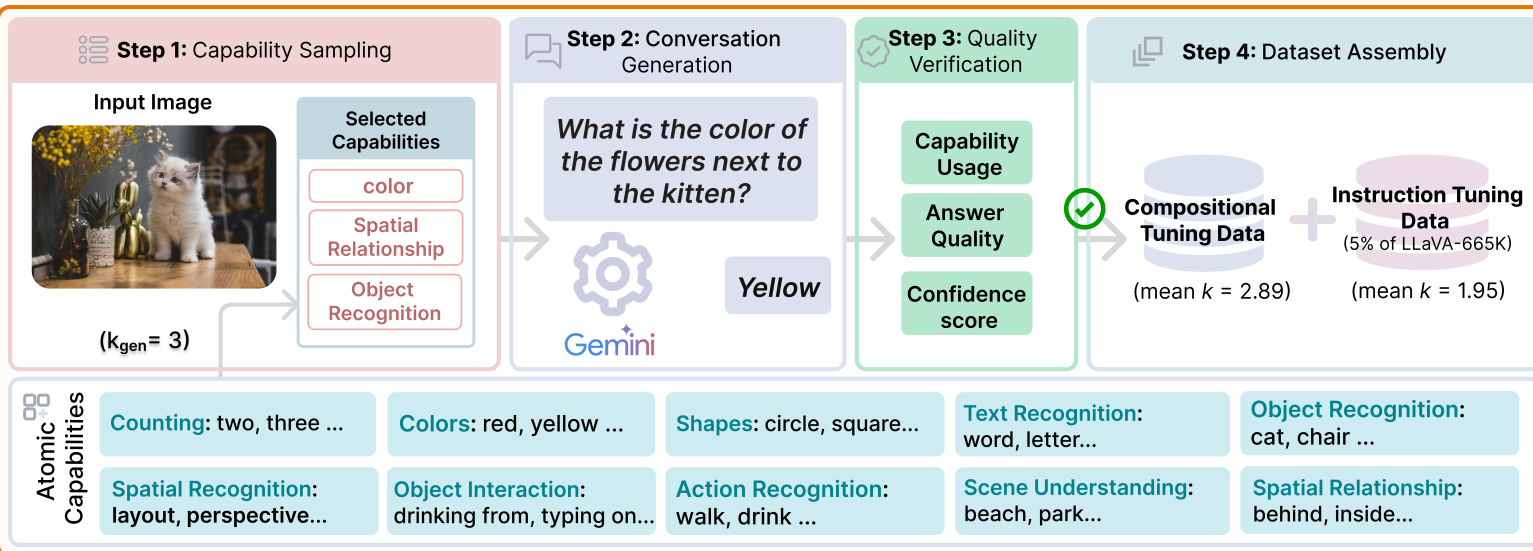 Step 1: Capability Sampling
Input Image
Selected
Capabilities
color
Spatial
Relationship
Object
Recognition
(kgen= 3)
Step 2: Conversation
Generation
What is the color of
the flowers next to
the kitten?
Yellow
Gemini
Step 3: Quality
Verification
Capability
Usage
Answer
Quality
Confidence
score
Step 4: Dataset Assembly
Compositional
Tuning Data
(mean k = 2.89)
Instruction Tuning
Data
(5% of LLaVA-665K)
(mean k = 1.95)
Atomic
Capabilities
Counting: two, three ...
Colors: red, yellow ...
Shapes: circle, square...
Text Recognition:
word, letter...
Object Recognition:
cat, chair ...
Spatial Recognition:
layout, perspective...
Object Interaction:
drinking from, typing on...
Action Recognition:
walk, drink ...
Scene Understanding:
beach, park...
Spatial Relationship:
behind, inside...